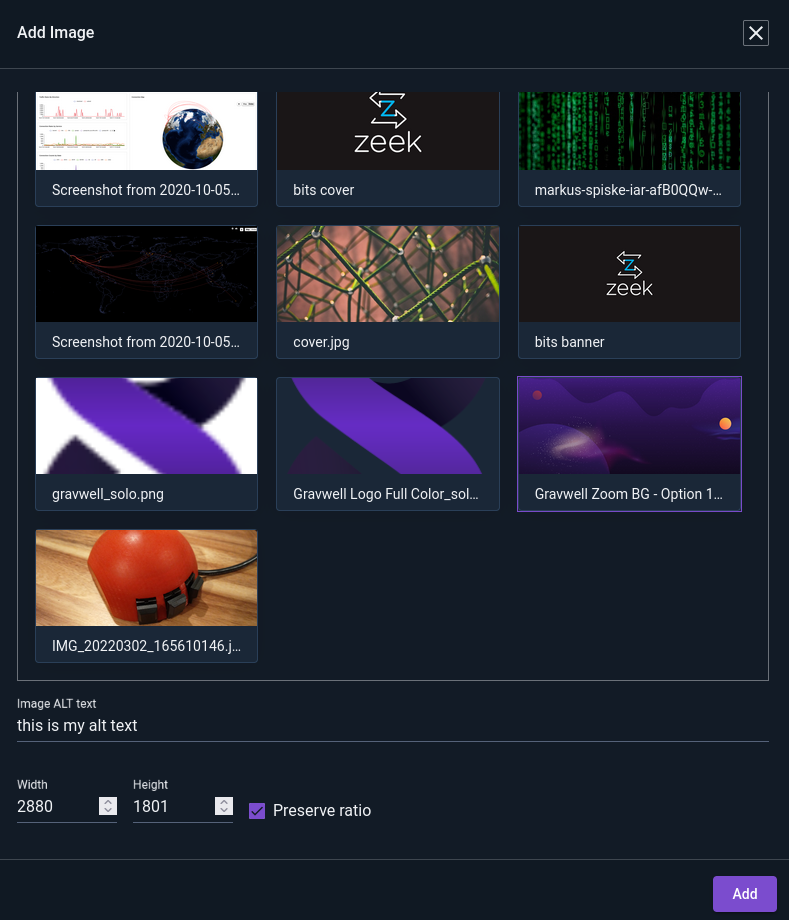 Add Image
zeek
Screenshot from 2020-10-05…
bits cover
markus-spiske-iar-afB0QQw-…
zeek
Screenshot from 2020-10-05…
cover.jpg
bits banner
gravwell_solo.png
Gravwell Logo Full Color_sol…
Gravwell Zoom BG - Option 1…
IMG_20220302_165610146.j…
Image ALT text
this is my alt text
Width
Height
2880
1801
Preserve ratio
Add